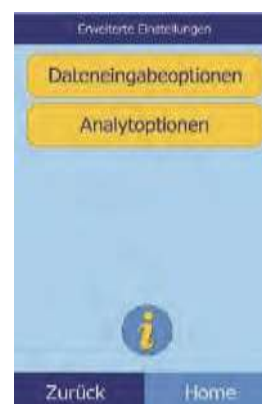 Erweiterte Einstellungen
Dateneingabeoptionen
Analytoptionen
i
Zurück
Home